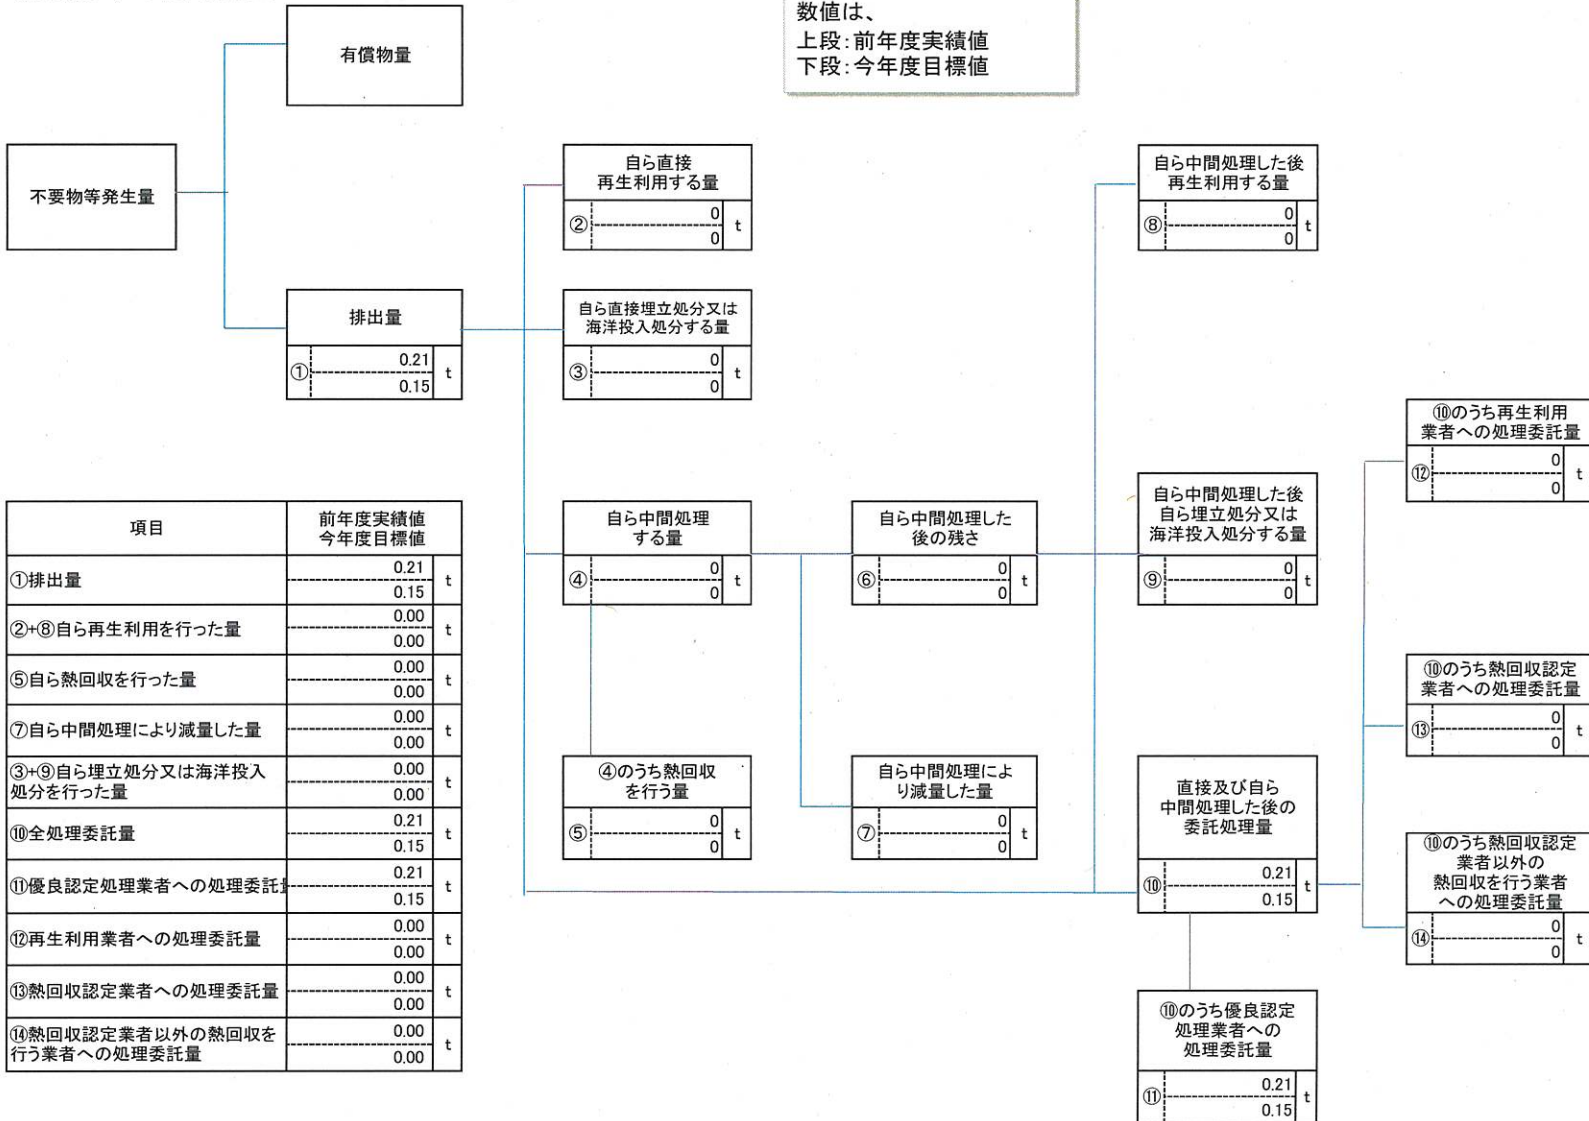 数値は、
上段：前年度実績値
下段：今年度目標値
有償物量
不要物等発生量
排出量
①
0.21
0.15
t
自ら直接
再生利用する量
②
0
0
t
自ら直接埋立処分又は
海洋投入処分する量
③
0
0
t
自ら中間処理
する量
④
0
0
t
④のうち熱回収
を行う量
⑤
0
0
t
自ら中間処理した
後の残さ
⑥
0
0
t
自ら中間処理によ
り減量した量
⑦
0
0
t
自ら中間処理した後
再生利用する量
⑧
0
0
t
自ら中間処理した後
自ら埋立処分又は
海洋投入処分する量
⑨
0
0
t
直接及び自ら
中間処理した後の
委託処理量
⑩
0.21
0.15
t
⑩のうち優良認定
処理業者への
処理委託量
⑪
0.21
0.15
t
⑩のうち再生利用
業者への処理委託量
⑫
0
0
t
⑩のうち熱回収認定
業者への処理委託量
⑬
0
0
t
⑩のうち熱回収認定
業者以外の
熱回収を行う業者
への処理委託量
⑭
0
0
t
項目
前年度実績値
今年度目標値
①排出量
0.21
0.15
t
②+⑧自ら再生利用を行った量
0.00
0.00
t
⑤自ら熱回収を行った量
0.00
0.00
t
⑦自ら中間処理により減量した量
0.00
0.00
t
③+⑨自ら埋立処分又は海洋投入
処分を行った量
0.00
0.00
t
⑩全処理委託量
0.21
0.15
t
⑪優良認定処理業者への処理委託
0.21
0.15
t
⑫再生利用業者への処理委託量
0.00
0.00
t
⑬熱回収認定業者への処理委託量
0.00
0.00
t
⑭熱回収認定業者以外の熱回収を
行う業者への処理委託量
0.00
0.00
t